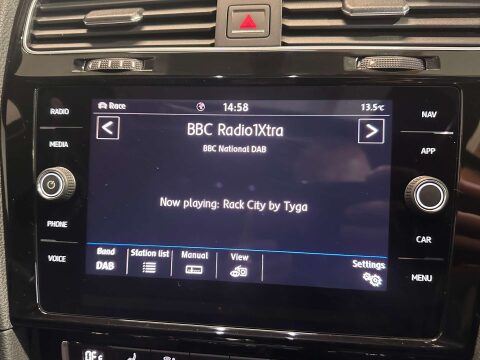 RADIO
MEDIA
PHONE
VOICE
Race 14:58 13.5°C
BBC Radio1Xtra
BBC National DAB
Now playing: Rack City by Tyga
Band Station list Manual View Settings
DAB
NAV
APP
CAR
MENU